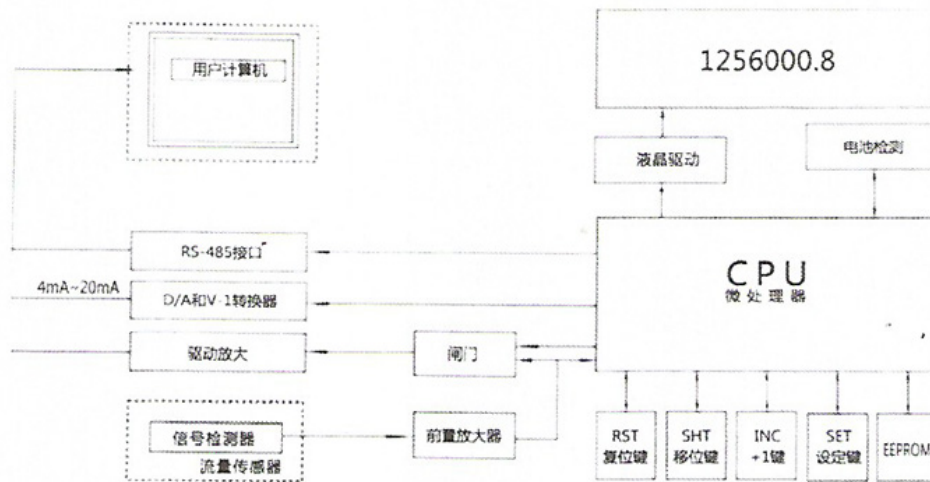 用户计算机
1256000.8
液晶驱动
电池检测
RS-485接口
CPU
微处理器
4mA~20mA
D/A和V-1转换器
驱动放大
闸门
信号检测器
流量传感器
前置放大器
RST
复位键
SHT
移位键
INC
+1键
SET
设定键
EEPROM